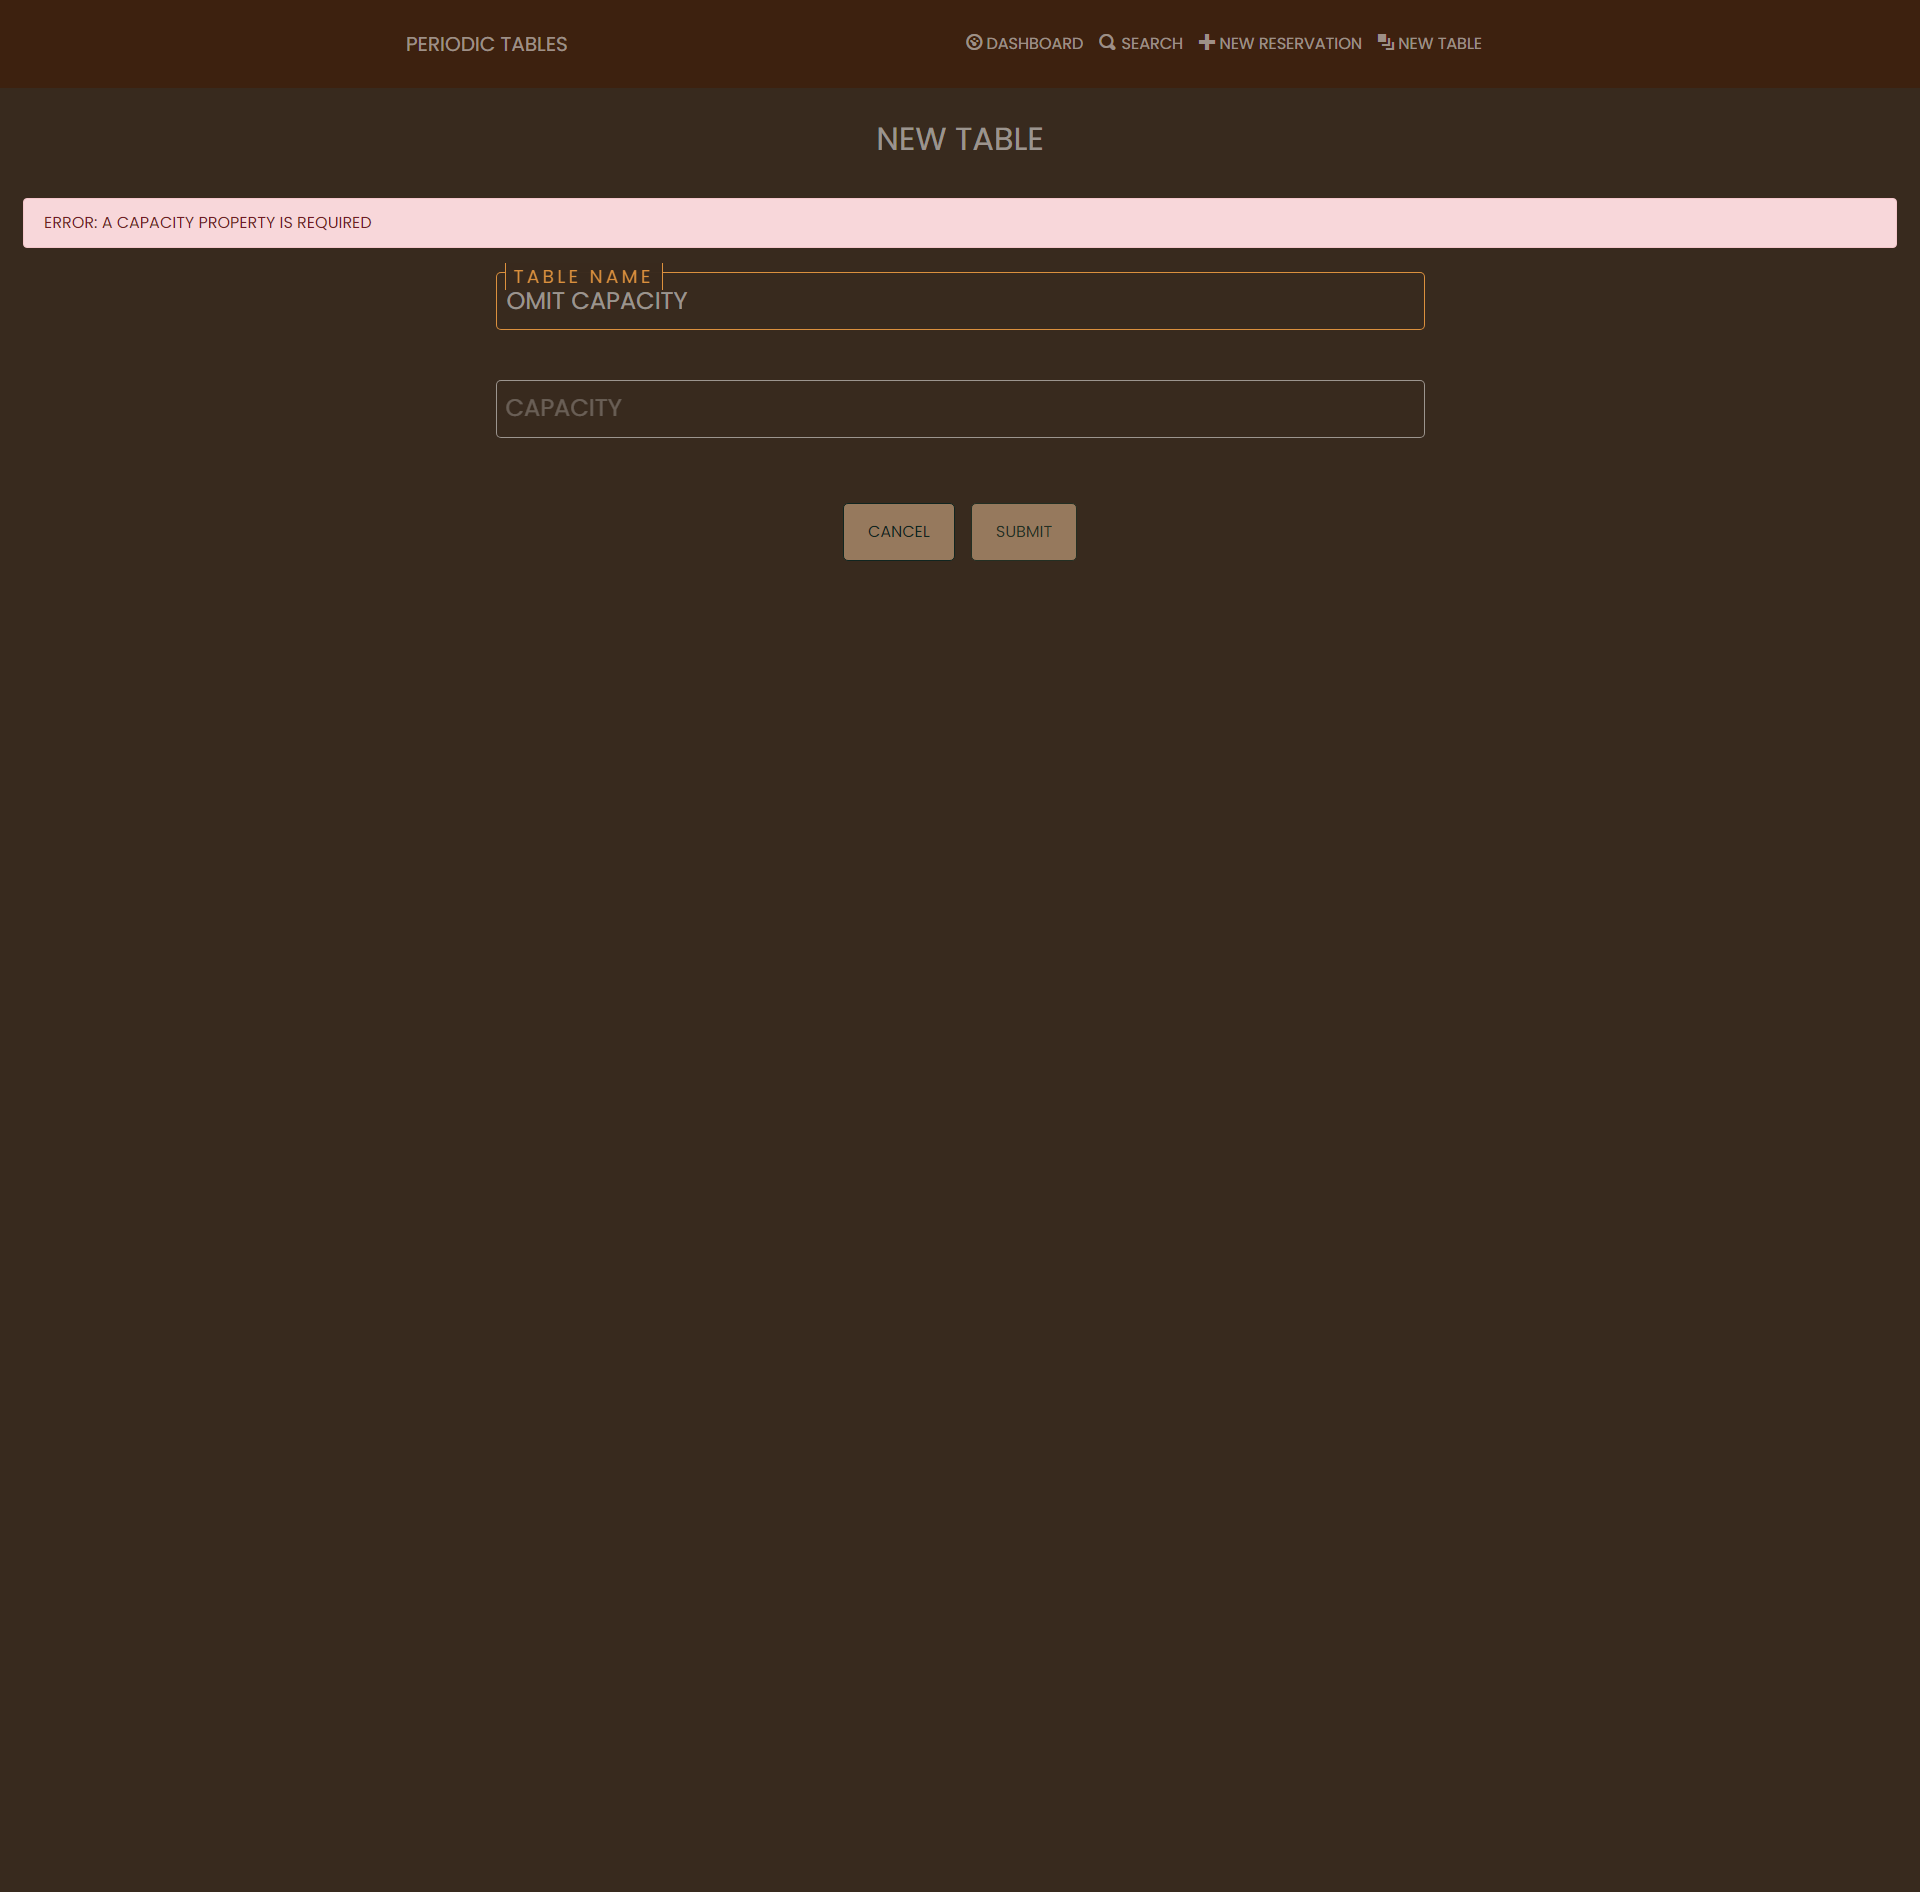 PERIODIC TABLES
DASHBOARD SEARCH NEW RESERVATION NEW TABLE
NEW TABLE
ERROR: A CAPACITY PROPERTY IS REQUIRED
TABLE NAME
OMIT CAPACITY
CAPACITY
CANCEL SUBMIT